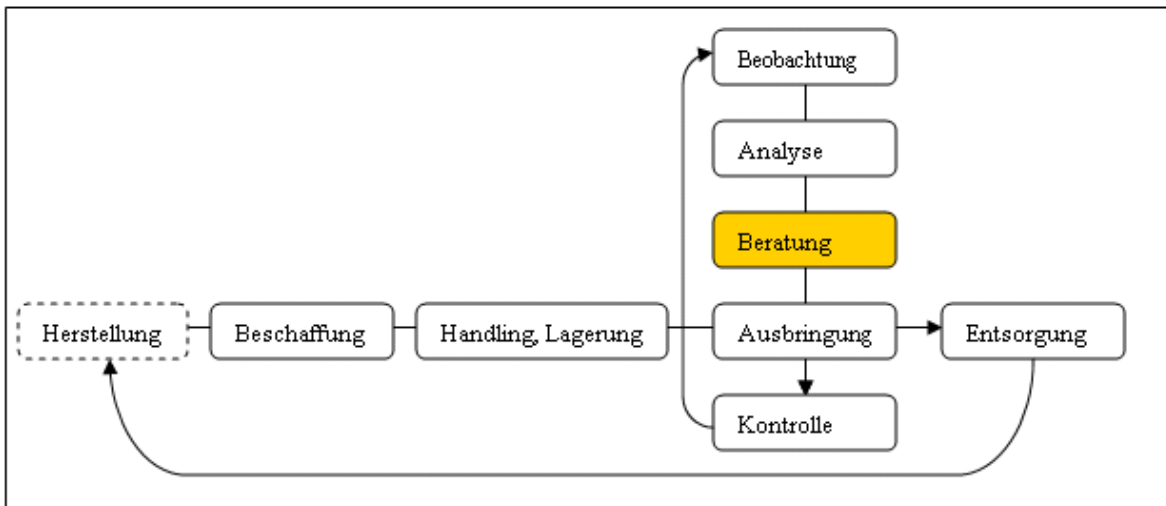 Beobachtung
Analyse
Beratung
Herstellung
Beschaffung
Handling, Lagerung
Ausbringung
Entsorgung
Kontrolle